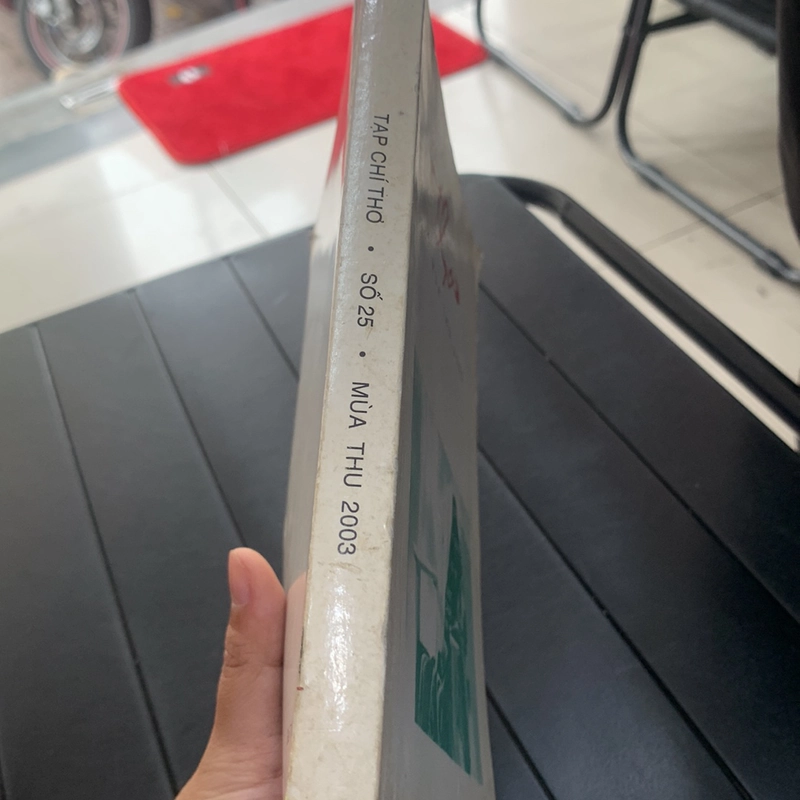 TẠP CHÍ THƠ • SỐ 25 • MÙA THU 2003